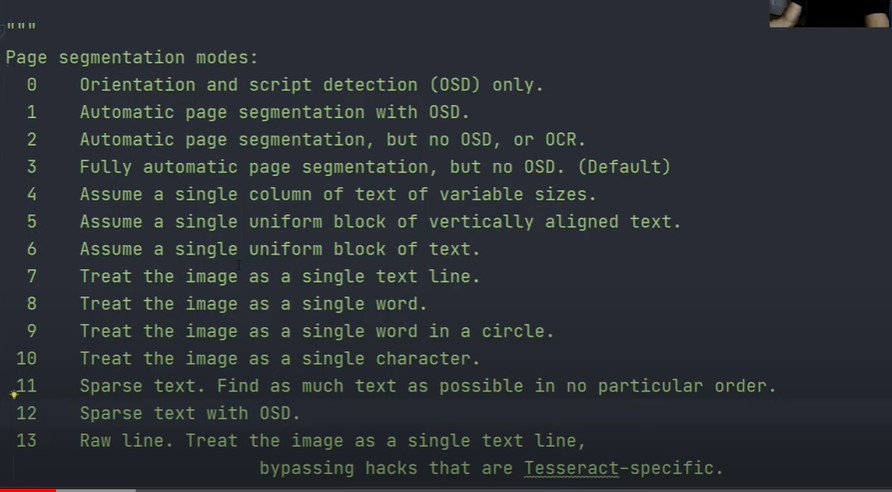 """
Page segmentation modes:
0 Orientation and script detection (OSD) only.
1 Automatic page segmentation with OSD.
2 Automatic page segmentation, but no OSD, or OCR.
3 Fully automatic page segmentation, but no OSD. (Default)
4 Assume a single column of text of variable sizes.
5 Assume a single uniform block of vertically aligned text.
6 Assume a single uniform block of text.
7 Treat the image as a single text line.
8 Treat the image as a single word.
9 Treat the image as a single word in a circle.
10 Treat the image as a single character.
11 Sparse text. Find as much text as possible in no particular order.
12 Sparse text with OSD.
13 Raw line. Treat the image as a single text line,
bypassing hacks that are Tesseract-specific.